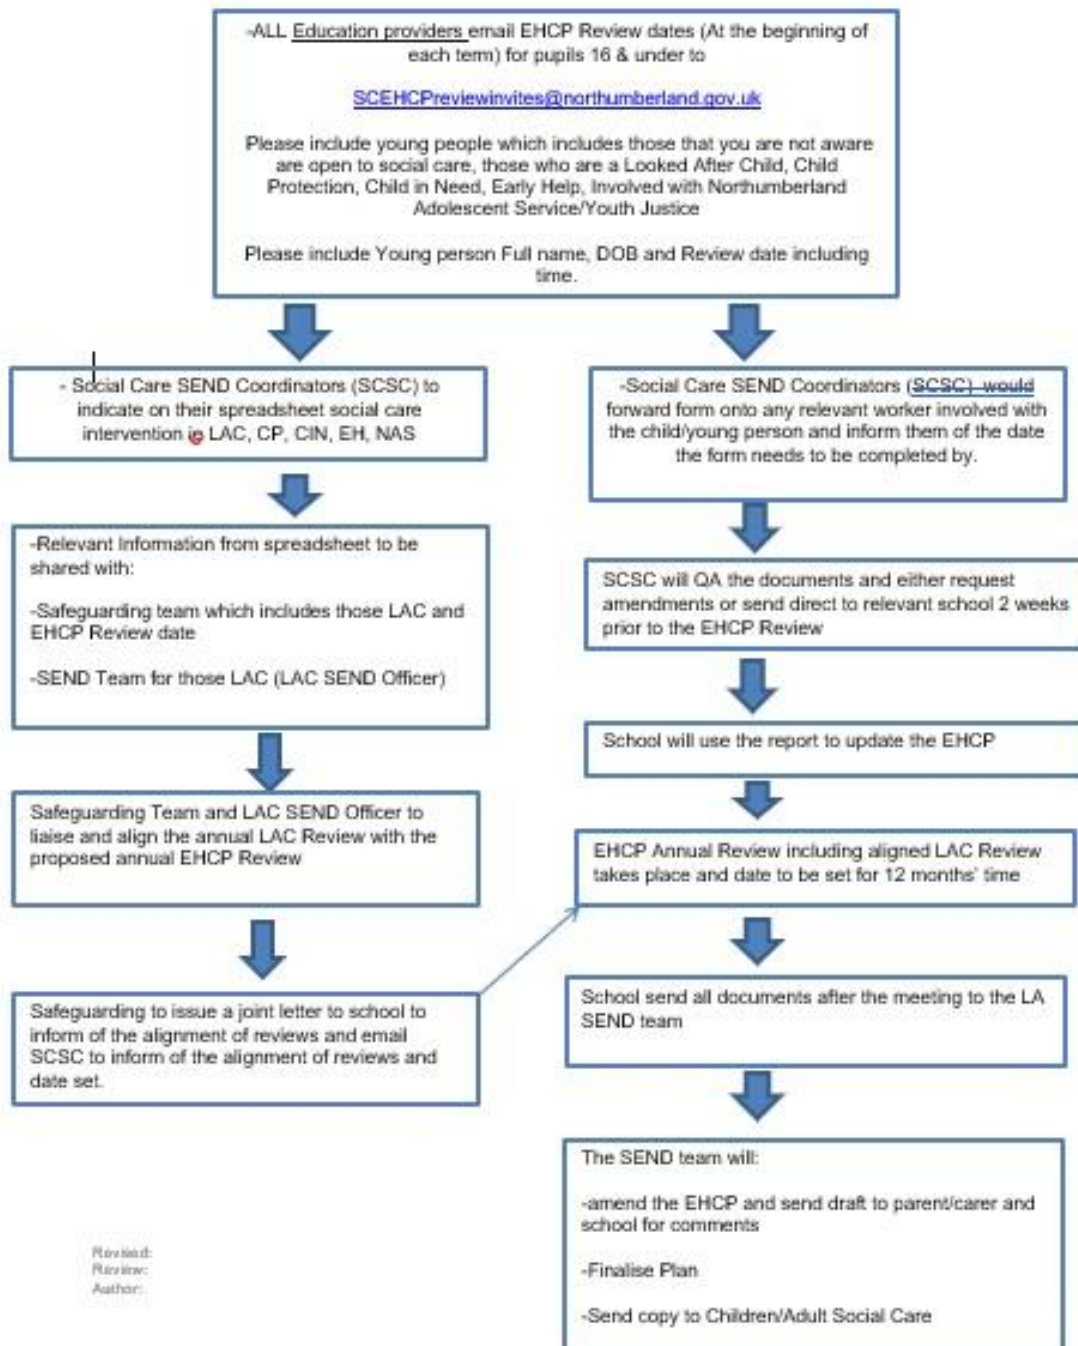 -ALL Education providers email EHCP Review dates (At the beginning of
each term) for pupils 16 & under to
SCEHCPreviewinvites@northumberland.gov.uk
Please include young people which includes those that you are not aware
are open to social care, those who are a Looked After Child, Child
Protection, Child in Need, Early Help, Involved with Northumberland
Adolescent Service/Youth Justice
Please include Young person Full name, DOB and Review date including
time.
- Social Care SEND Coordinators (SCSC) to
indicate on their spreadsheet social care
intervention ie LAC, CP, CIN, EH, NAS
-Relevant Information from spreadsheet to be
shared with:
-Safeguarding team which includes those LAC and
EHCP Review date
-SEND Team for those LAC (LAC SEND Officer)
Safeguarding Team and LAC SEND Officer to
liaise and align the annual LAC Review with the
proposed annual EHCP Review
Safeguarding to issue a joint letter to school to
inform of the alignment of reviews and email
SCSC to inform of the alignment of reviews and
date set.
-Social Care SEND Coordinators (SCSC) would
forward form onto any relevant worker involved with
the child/young person and inform them of the date
the form needs to be completed by.
SCSC will QA the documents and either request
amendments or send direct to relevant school 2 weeks
prior to the EHCP Review
School will use the report to update the EHCP
EHCP Annual Review including aligned LAC Review
takes place and date to be set for 12 months' time
School send all documents after the meeting to the LA
SEND team
The SEND team will:
-amend the EHCP and send draft to parent/carer and
school for comments
-Finalise Plan
-Send copy to Children/Adult Social Care
Revised:
Review:
Author: